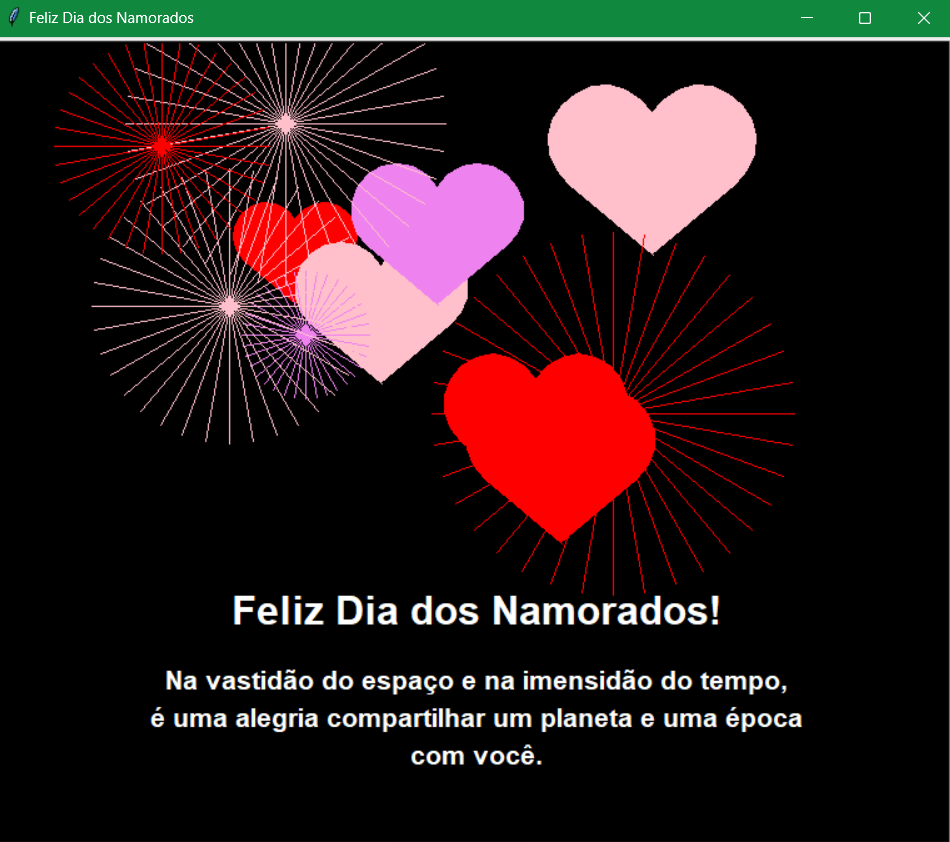 Feliz Dia dos Namorados
Feliz Dia dos Namorados!
Na vastidão do espaço e na imensidão do tempo,
é uma alegria compartilhar um planeta e uma época
com você.